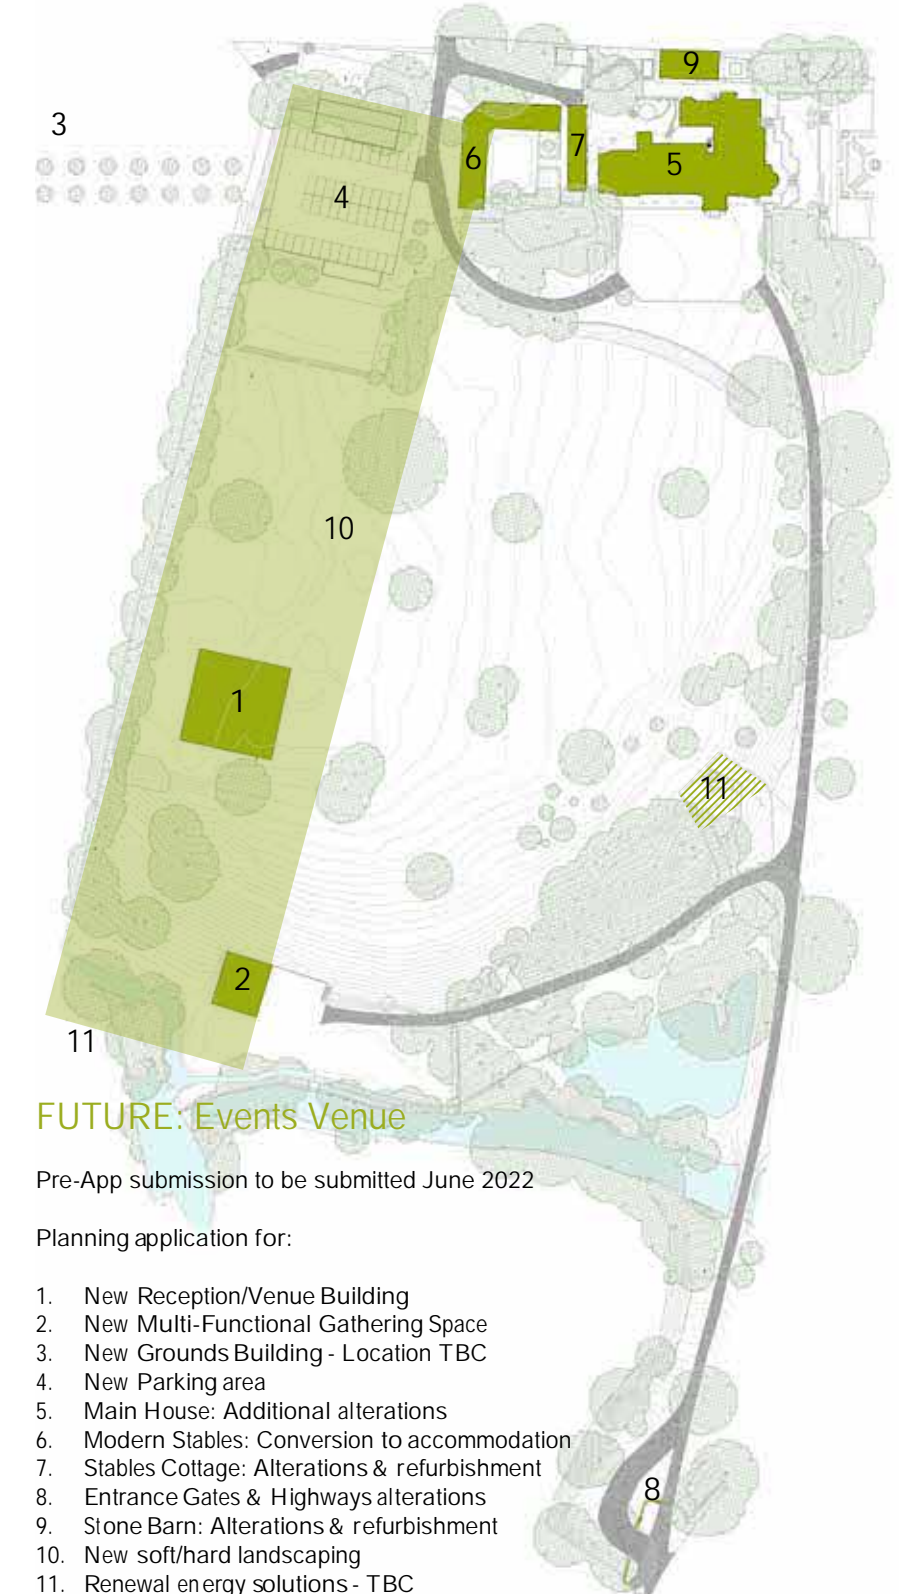 9
3
7
6
5
4
10
1
11
2
11
8
FUTURE: Events Venue
Pre-App submission to be submitted June 2022
Planning application for:
1. New Reception/Venue Building
2. New Multi-Functional Gathering Space
3. New Grounds Building - Location TBC
4. New Parking area
5. Main House: Additional alterations
6. Modern Stables: Conversion to accommodation
7. Stables Cottage: Alterations & refurbishment
8. Entrance Gates & Highways alterations
9. Stone Barn: Alterations & refurbishment
10. New soft/hard landscaping
11. Renewal energy solutions - TBC